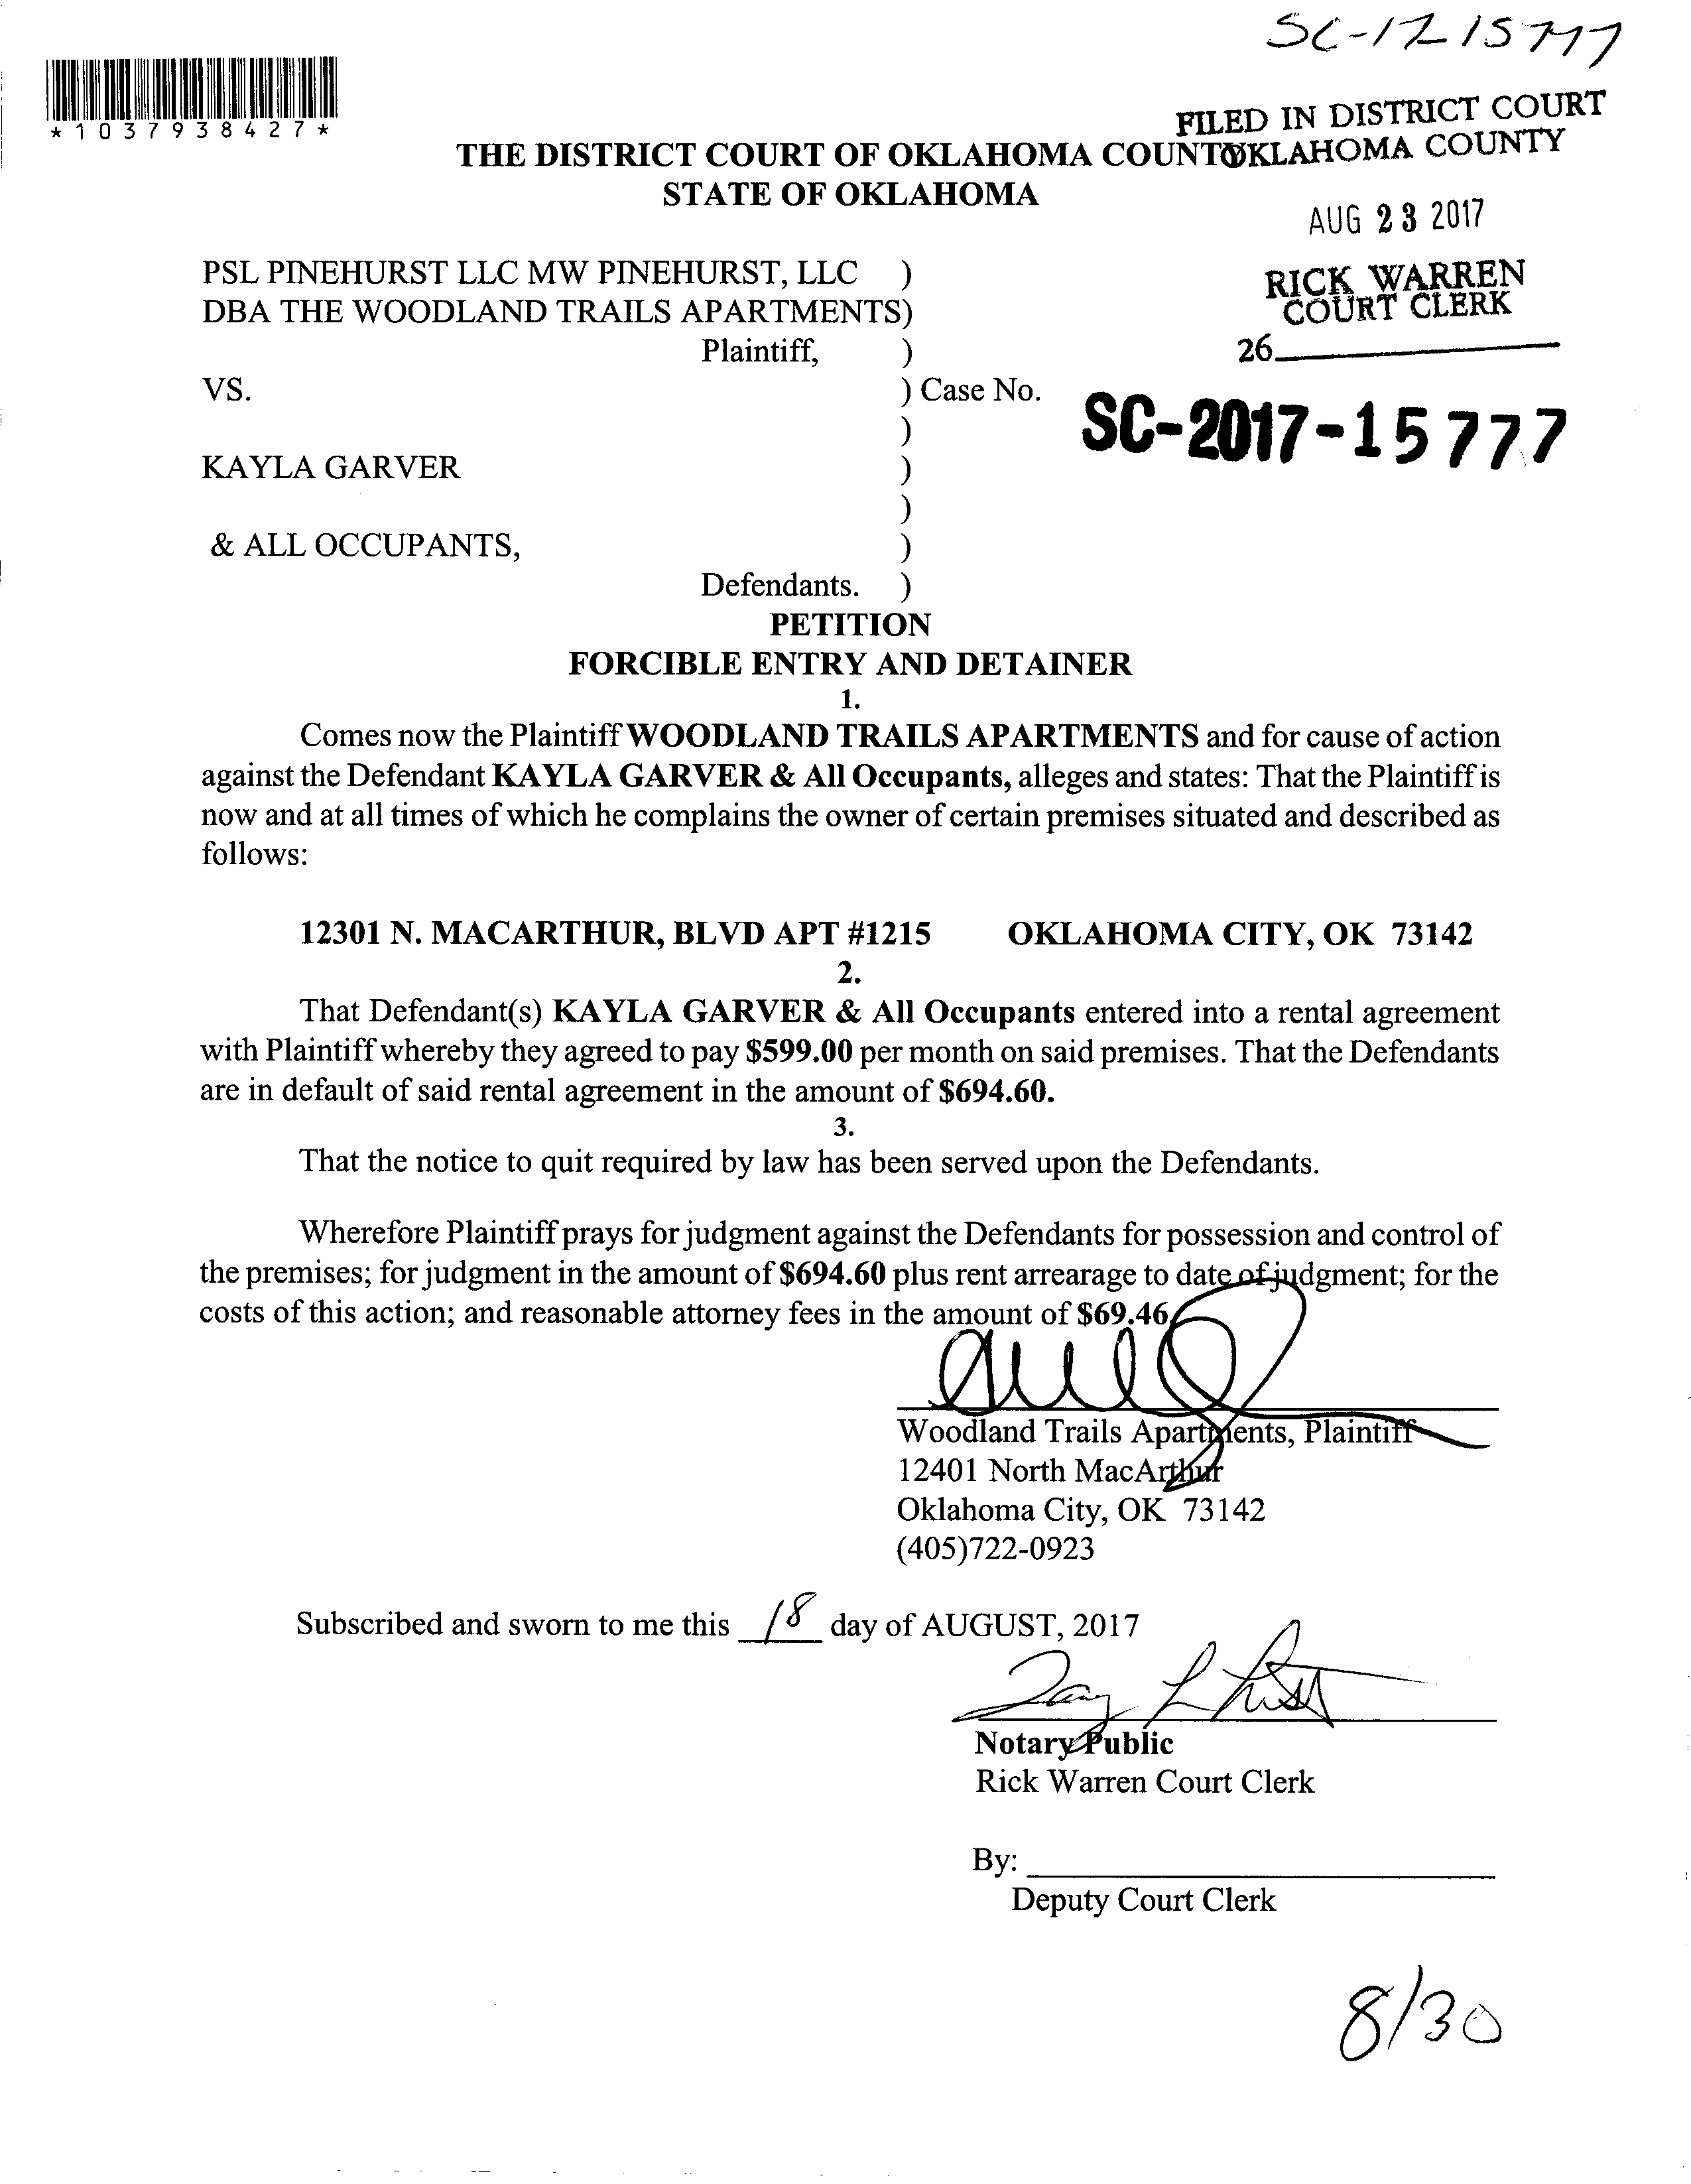 SC-17 15777
*1037938427*
FILED IN DISTRICT COURT
OKLAHOMA COUNTY
THE DISTRICT COURT OF OKLAHOMA COUNTY
STATE OF OKLAHOMA
AUG 23 2017
PSL PINEHURST LLC MW PINEHURST, LLC )
RICK WARREN
COURT CLERK
DBA THE WOODLAND TRAILS APARTMENTS)
Plaintiff, )
26
VS. ) Case No.
SC-2017-15777
)
KAYLA GARVER )
)
& ALL OCCUPANTS, )
Defendants. )
PETITION
FORCIBLE ENTRY AND DETAINER
1.
Comes now the Plaintiff WOODLAND TRAILS APARTMENTS and for cause of action
against the Defendant KAYLA GARVER & All Occupants, alleges and states: That the Plaintiff is
now and at all times of which he complains the owner of certain premises situated and described as
follows:
12301 N. MACARTHUR, BLVD APT #1215 OKLAHOMA CITY, OK 73142
2.
That Defendant(s) KAYLA GARVER & All Occupants entered into a rental agreement
with Plaintiff whereby they agreed to pay $599.00 per month on said premises. That the Defendants
are in default of said rental agreement in the amount of $694.60.
3.
That the notice to quit required by law has been served upon the Defendants.
Wherefore Plaintiff prays for judgment against the Defendants for possession and control of
the premises; for judgment in the amount of $694.60 plus rent arrearage to date of judgment; for the
costs of this action; and reasonable attorney fees in the amount of $69.46
Woodland Trails Apartments, Plaintiff
12401 North MacArthur
Oklahoma City, OK 73142
(405)722-0923
Subscribed and sworn to me this 18 day of AUGUST, 2017
Notary Public
Rick Warren Court Clerk
By:
Deputy Court Clerk
8/30